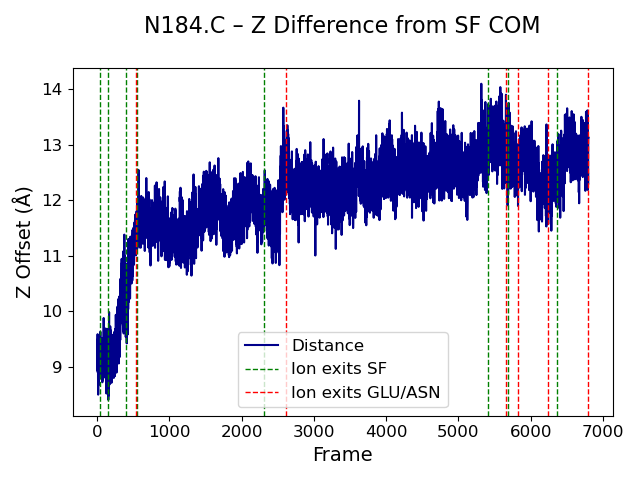 N184.C – Z Difference from SF COM
Z Offset (Å)
14
13
12
11
10
9
Distance
Ion exits SF
Ion exits GLU/ASN
0 1000 2000 3000 4000 5000 6000 7000
Frame